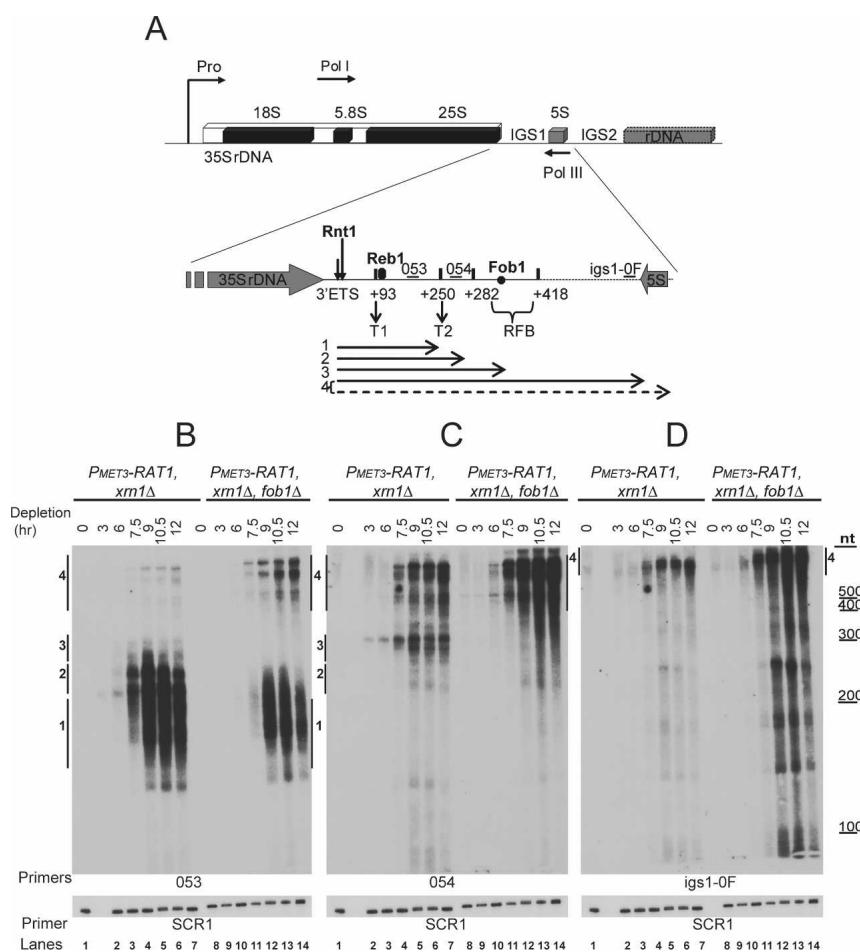 A
Pro
Pol I
18S 5.8S 25S 5S
IGS1 IGS2 rDNA
35S rDNA
Pol III
Rnt1
Reb1
053 054 Fob1 igs1-0F
35S rDNA 5S
3'ETS +93 +250 +282 +418
T1 T2 RFB
1
2
3
4
B C D
PMET3-RAT1, xrn1Δ
PMET3-RAT1, xrn1Δ, fob1Δ
PMET3-RAT1, xrn1Δ
PMET3-RAT1, xrn1Δ, fob1Δ
PMET3-RAT1, xrn1Δ
PMET3-RAT1, xrn1Δ, fob1Δ
Depletion (hr)
0 3 6 7.5 9 10.5 12 0 3 6 7.5 9 10.5 12
0 3 6 7.5 9 10.5 12 0 3 6 7.5 9 10.5 12
0 3 6 7.5 9 10.5 12 0 3 6 7.5 9 10.5 12
nt
4 4 4
500
400
3 3
300
2 2
200
1 1
100
Primers 053 054 igs1-0F
Primer SCR1 SCR1 SCR1
Lanes 1 2 3 4 5 6 7 8 9 10 11 12 13 14 1 2 3 4 5 6 7 8 9 10 11 12 13 14 1 2 3 4 5 6 7 8 9 10 11 12 13 14